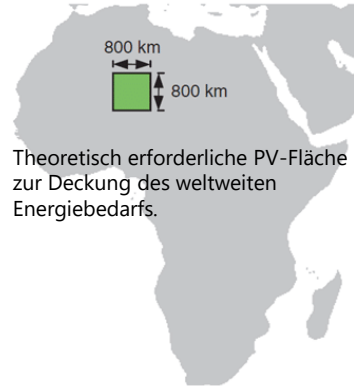 800 km
800 km
Theoretisch erforderliche PV-Fläche
zur Deckung des weltweiten
Energiebedarfs.